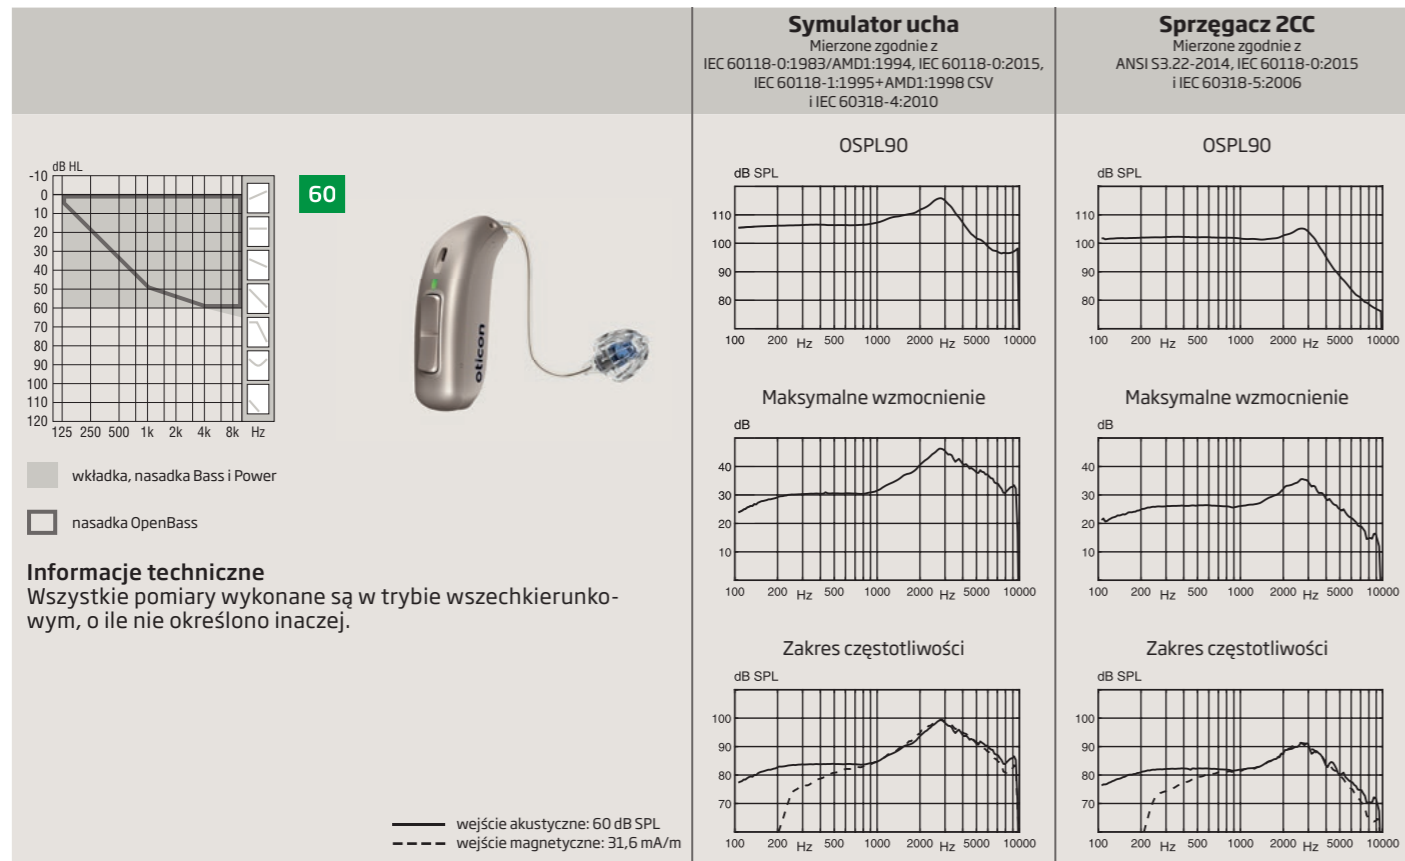 Symulator ucha
Mierzone zgodnie z
IEC 60118-0:1983/AMD1:1994, IEC 60118-0:2015,
IEC 60118-1:1995+AMD1:1998 CSV
i IEC 60318-4:2010
Sprzęgacz 2CC
Mierzone zgodnie z
ANSI S3.22-2014, IEC 60118-0:2015
i IEC 60318-5:2006
dB HL
-10
0
10
20
30
40
50
60
70
80
90
100
110
120
125 250 500 1k 2k 4k 8k Hz
60
oticon
wkładka, nasadka Bass i Power
nasadka OpenBass
Informacje techniczne
Wszystkie pomiary wykonane są w trybie wszechkierunko-
wym, o ile nie określono inaczej.
wejście akustyczne: 60 dB SPL
wejście magnetyczne: 31,6 mA/m
OSPL90
dB SPL
110
100
90
80
100 200 Hz 500 1000 2000 Hz 5000 10000
Maksymalne wzmocnienie
dB
40
30
20
10
100 200 Hz 500 1000 2000 Hz 5000 10000
Zakres częstotliwości
dB SPL
100
90
80
70
100 200 Hz 500 1000 2000 Hz 5000 10000
OSPL90
dB SPL
110
100
90
80
100 200 Hz 500 1000 2000 Hz 5000 10000
Maksymalne wzmocnienie
dB
40
30
20
10
100 200 Hz 500 1000 2000 Hz 5000 10000
Zakres częstotliwości
dB SPL
100
90
80
70
100 200 Hz 500 1000 2000 Hz 5000 10000